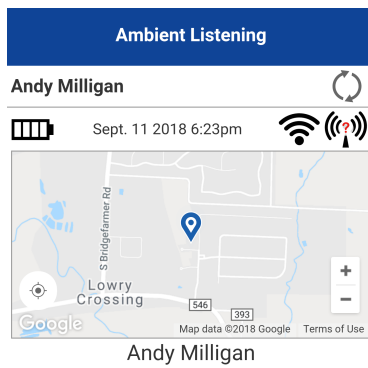 Ambient Listening
Andy Milligan
Sept. 11 2018 6:23pm
?
S Bridgefarmer Rd
Lowry
Crossing
546
393
+
−
Google
Map data ©2018 Google
Terms of Use
Andy Milligan